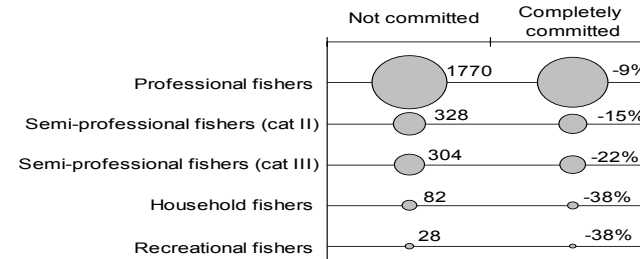 Not committed
Completely
committed
Professional fishers 1770 -9%
Semi-professional fishers (cat II) 328 -15%
Semi-professional fishers (cat III) 304 -22%
Household fishers 82 -38%
Recreational fishers 28 -38%